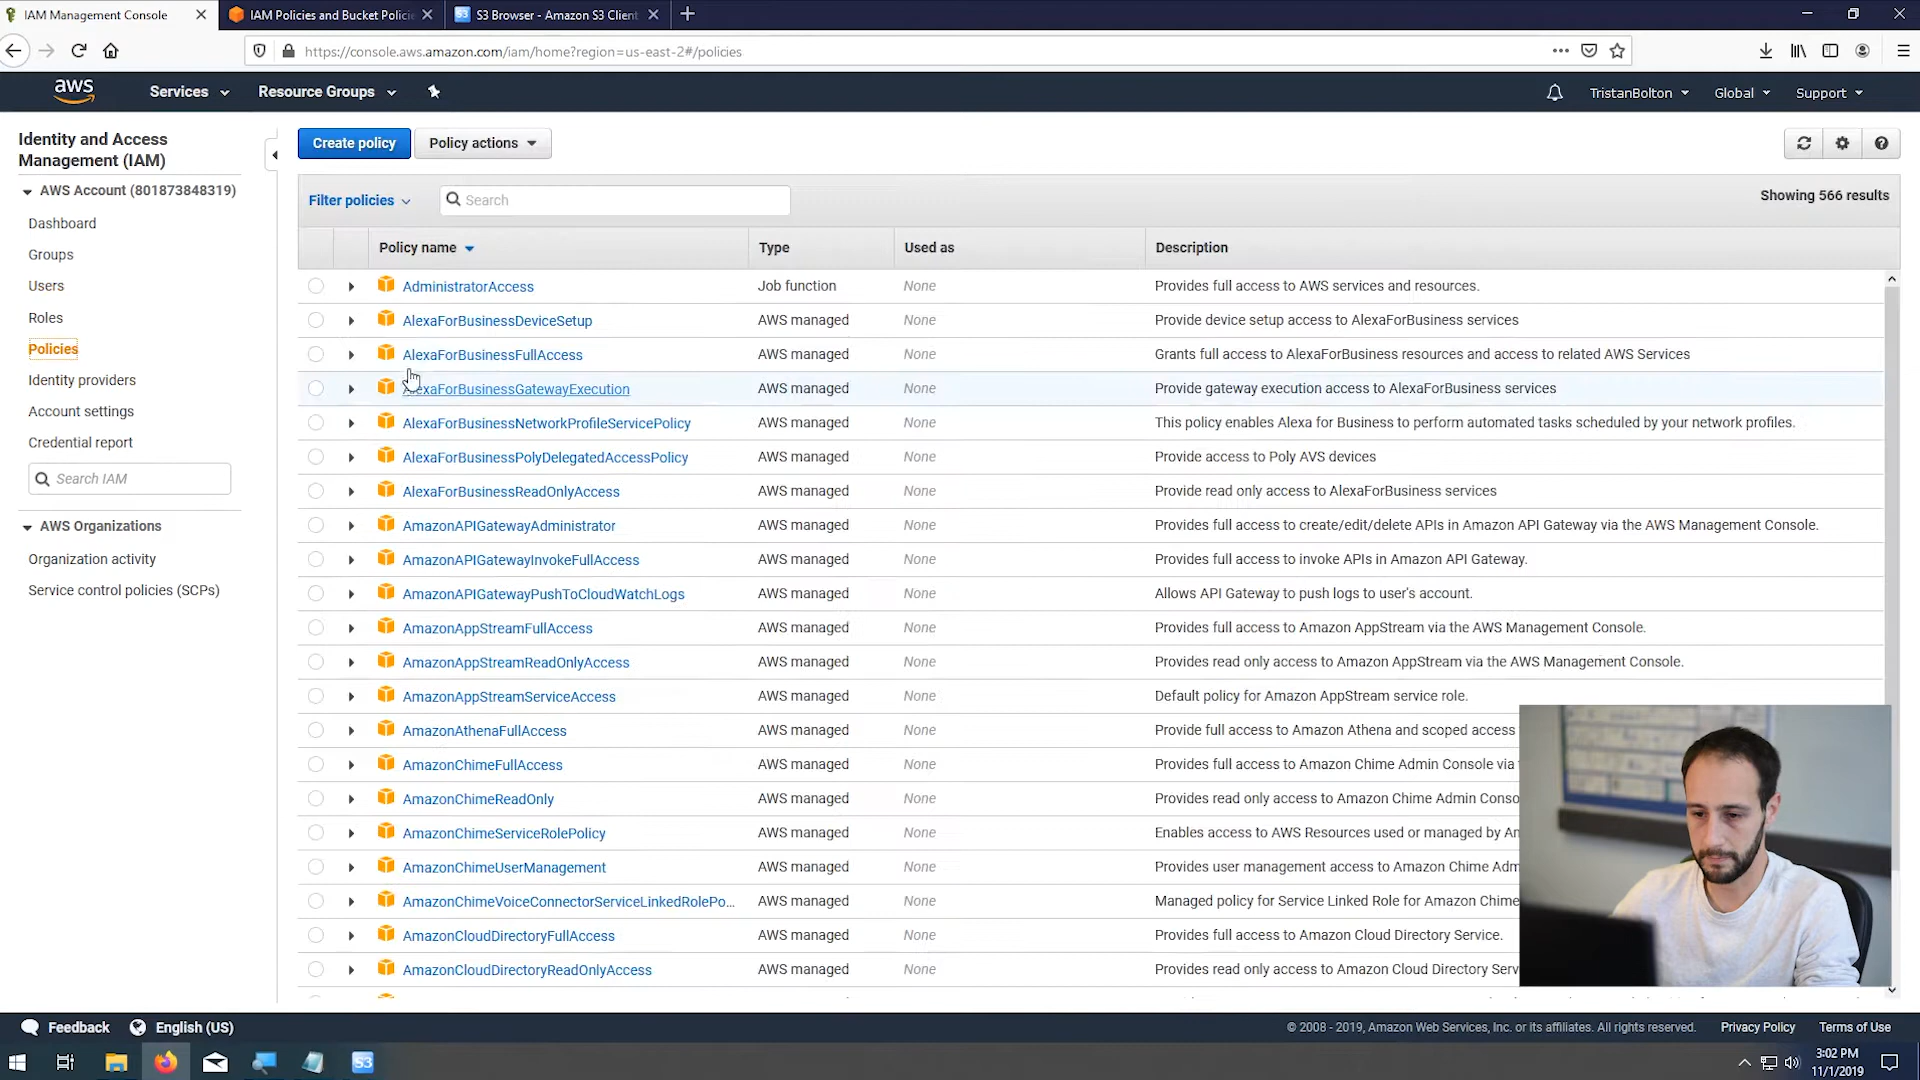 IAM Management Console
IAM Policies and Bucket Policie
S3 Browser - Amazon S3 Client
https://console.aws.amazon.com/iam/home?region=us-east-2#/policies
aws
Services
Resource Groups
TristanBolton
Global
Support
Identity and Access
Management (IAM)
AWS Account (801873848319)
Dashboard
Groups
Users
Roles
Policies
Identity providers
Account settings
Credential report
Search IAM
AWS Organizations
Organization activity
Service control policies (SCPs)
Create policy
Policy actions
Filter policies
Search
Showing 566 results
Policy name Type Used as Description
AdministratorAccess Job function None Provides full access to AWS services and resources.
AlexaForBusinessDeviceSetup AWS managed None Provide device setup access to AlexaForBusiness services
AlexaForBusinessFullAccess AWS managed None Grants full access to AlexaForBusiness resources and access to related AWS Services
AlexaForBusinessGatewayExecution AWS managed None Provide gateway execution access to AlexaForBusiness services
AlexaForBusinessNetworkProfileServicePolicy AWS managed None This policy enables Alexa for Business to perform automated tasks scheduled by your network profiles.
AlexaForBusinessPolyDelegatedAccessPolicy AWS managed None Provide access to Poly AVS devices
AlexaForBusinessReadOnlyAccess AWS managed None Provide read only access to AlexaForBusiness services
AmazonAPIGatewayAdministrator AWS managed None Provides full access to create/edit/delete APIs in Amazon API Gateway via the AWS Management Console.
AmazonAPIGatewayInvokeFullAccess AWS managed None Provides full access to invoke APIs in Amazon API Gateway.
AmazonAPIGatewayPushToCloudWatchLogs AWS managed None Allows API Gateway to push logs to user's account.
AmazonAppStreamFullAccess AWS managed None Provides full access to Amazon AppStream via the AWS Management Console.
AmazonAppStreamReadOnlyAccess AWS managed None Provides read only access to Amazon AppStream via the AWS Management Console.
AmazonAppStreamServiceAccess AWS managed None Default policy for Amazon AppStream service role.
AmazonAthenaFullAccess AWS managed None Provide full access to Amazon Athena and scoped access
AmazonChimeFullAccess AWS managed None Provides full access to Amazon Chime Admin Console via
AmazonChimeReadOnly AWS managed None Provides read only access to Amazon Chime Admin Conso
AmazonChimeServiceRolePolicy AWS managed None Enables access to AWS Resources used or managed by An
AmazonChimeUserManagement AWS managed None Provides user management access to Amazon Chime Adm
AmazonChimeVoiceConnectorServiceLinkedRolePo... AWS managed None Managed policy for Service Linked Role for Amazon Chime
AmazonCloudDirectoryFullAccess AWS managed None Provides full access to Amazon Cloud Directory Service.
AmazonCloudDirectoryReadOnlyAccess AWS managed None Provides read only access to Amazon Cloud Directory Serv
Feedback
English (US)
© 2008 - 2019, Amazon Web Services, Inc. or its affiliates. All rights reserved.
Privacy Policy
Terms of Use
S3
3:02 PM
11/1/2019